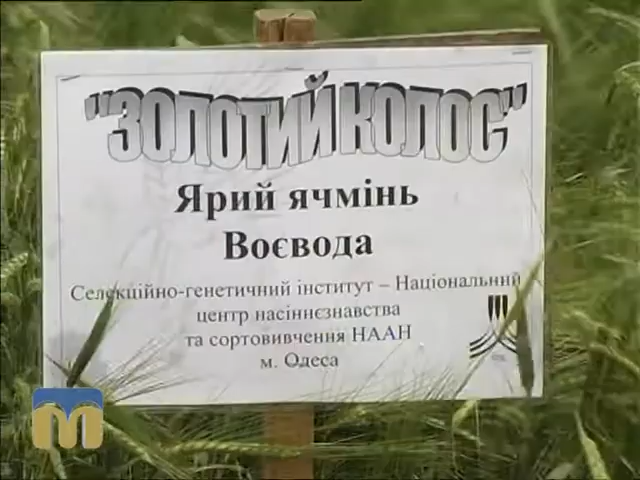 "ЗОЛОТИЙ КОЛОС"
Ярий ячмінь
Воєвода
Селекційно-генетичний інститут – Національний
центр насіннєзнавства
та сортовивчення НААН
м. Одеса
м